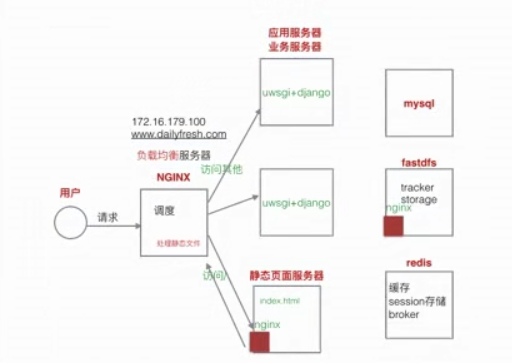 应用服务器
业务服务器
uwsgi+django
mysql
172.16.179.100
www.dailyfresh.com
负载均衡服务器
访问其他
NGINX
fastdfs
用户
请求
调度
处理静态文件
uwsgi+django
tracker
storage
nginx
访问/
静态页面服务器
redis
index.html
nginx
缓存
session存储
broker